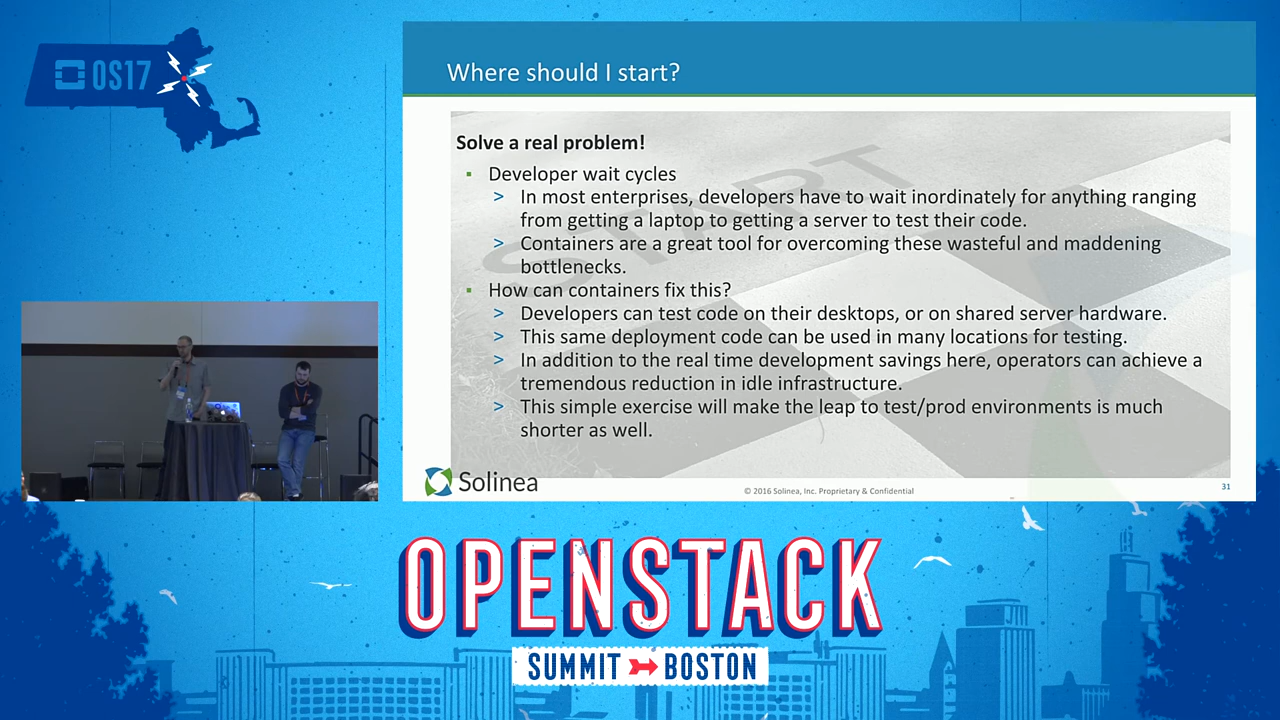 OS17
Where should I start?
START
Solve a real problem!
▪ Developer wait cycles
> In most enterprises, developers have to wait inordinately for anything ranging
from getting a laptop to getting a server to test their code.
> Containers are a great tool for overcoming these wasteful and maddening
bottlenecks.
▪ How can containers fix this?
> Developers can test code on their desktops, or on shared server hardware.
> This same deployment code can be used in many locations for testing.
> In addition to the real time development savings here, operators can achieve a
tremendous reduction in idle infrastructure.
> This simple exercise will make the leap to test/prod environments is much
shorter as well.
Solinea
© 2016 Solinea, Inc. Proprietary & Confidential
31
OPENSTACK
SUMMIT BOSTON